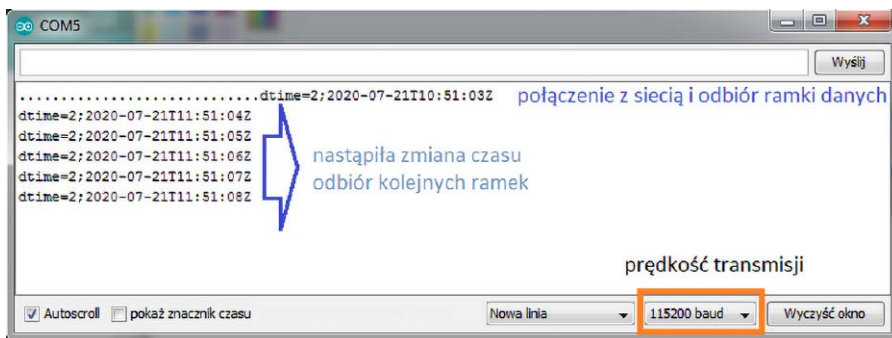 COM5
Wyślij
............................dtime=2;2020-07-21T10:51:03Z połączenie z siecią i odbiór ramki danych
dtime=2;2020-07-21T11:51:04Z
dtime=2;2020-07-21T11:51:05Z
dtime=2;2020-07-21T11:51:06Z
dtime=2;2020-07-21T11:51:07Z
dtime=2;2020-07-21T11:51:08Z
nastąpiła zmiana czasu
odbiór kolejnych ramek
prędkość transmisji
Autoscroll pokaż znacznik czasu Nowa linia 115200 baud Wyczyść okno